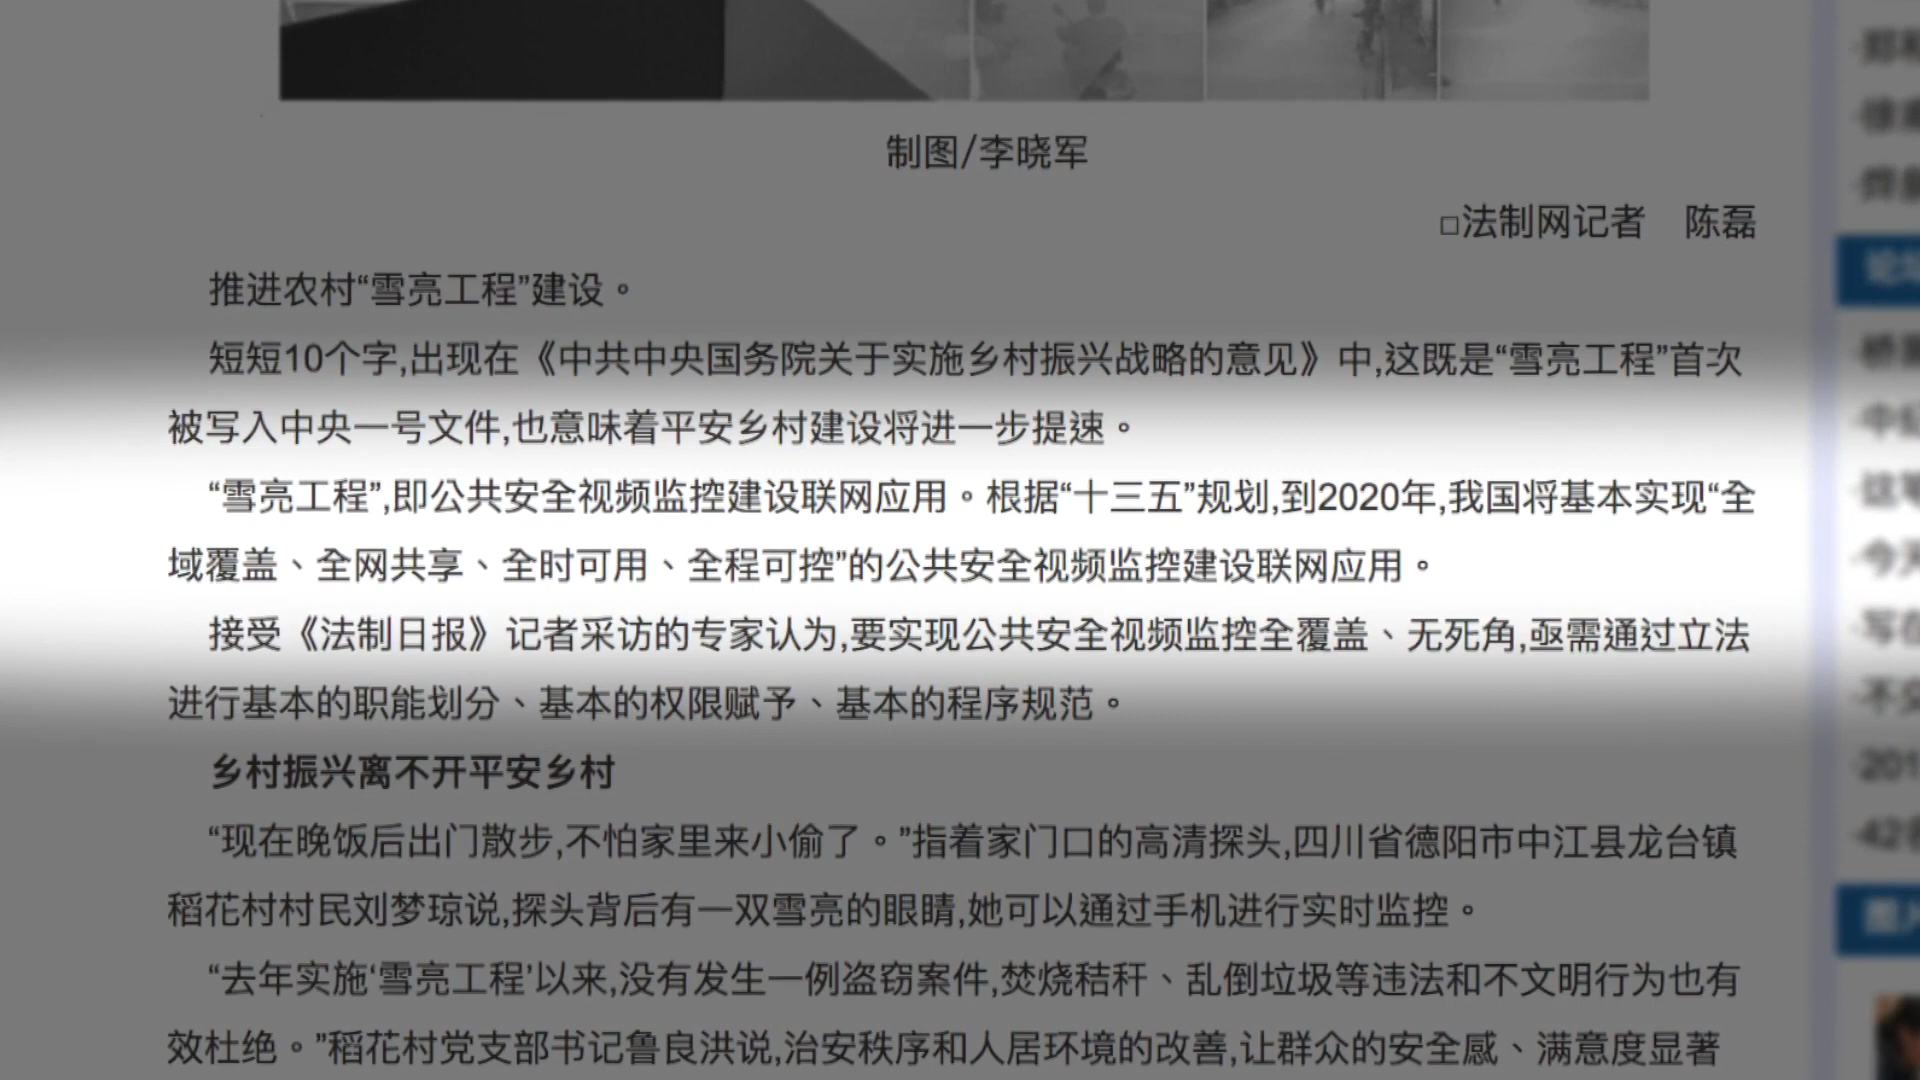 制图/李晓军
□法制网记者 陈磊
推进农村“雪亮工程”建设。
短短10个字,出现在《中共中央国务院关于实施乡村振兴战略的意见》中,这既是“雪亮工程”首次
被写入中央一号文件,也意味着平安乡村建设将进一步提速。
“雪亮工程”,即公共安全视频监控建设联网应用。根据“十三五”规划,到2020年,我国将基本实现“全
域覆盖、全网共享、全时可用、全程可控”的公共安全视频监控建设联网应用。
接受《法制日报》记者采访的专家认为,要实现公共安全视频监控全覆盖、无死角,亟需通过立法
进行基本的职能划分、基本的权限赋予、基本的程序规范。
乡村振兴离不开平安乡村
“现在晚饭后出门散步,不怕家里来小偷了。”指着家门口的高清探头,四川省德阳市中江县龙台镇
稻花村村民刘梦琼说,探头背后有一双雪亮的眼睛,她可以通过手机进行实时监控。
“去年实施‘雪亮工程’以来,没有发生一例盗窃案件,焚烧秸秆、乱倒垃圾等违法和不文明行为也有
效杜绝。”稻花村党支部书记鲁良洪说,治安秩序和人居环境的改善,让群众的安全感、满意度显著
论坛
中纪
这笔
今天
写在
不交
201
42名
图片